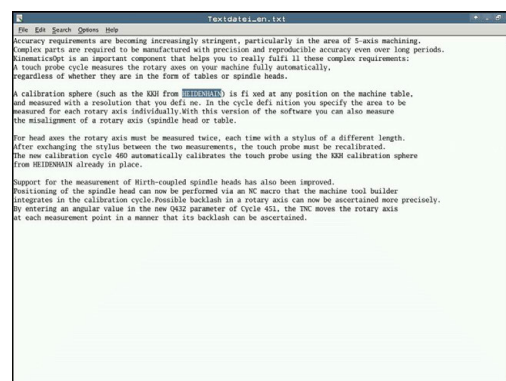 Textdatei_en.txt
File Edit Search Options Help
Accuracy requirements are becoming increasingly stringent, particularly in the area of 5-axis machining.
Complex parts are required to be manufactured with precision and reproducible accuracy even over long periods.
KinematicsOpt is an important component that helps you to really fulfi ll these complex requirements:
A touch probe cycle measures the rotary axes on your machine fully automatically,
regardless of whether they are in the form of tables or spindle heads.
A calibration sphere (such as the KKH from HEIDENHAIN) is fi xed at any position on the machine table,
and measured with a resolution that you defi ne. In the cycle defi nition you specify the area to be
measured for each rotary axis individually.With this version of the software you can also measure
the misalignment of a rotary axis (spindle head or table.
For head axes the rotary axis must be measured twice, each time with a stylus of a different length.
After exchanging the stylus between the two measurements, the touch probe must be recalibrated.
The new calibration cycle 460 automatically calibrates the touch probe using the KKH calibration sphere
from HEIDENHAIN already in place.
Support for the measurement of Hirth-coupled spindle heads has also been improved.
Positioning of the spindle head can now be performed via an NC macro that the machine tool builder
integrates in the calibration cycle.Possible backlash in a rotary axis can now be ascertained more precisely.
By entering an angular value in the new Q432 parameter of Cycle 451, the TNC moves the rotary axis
at each measurement point in a manner that its backlash can be ascertained.